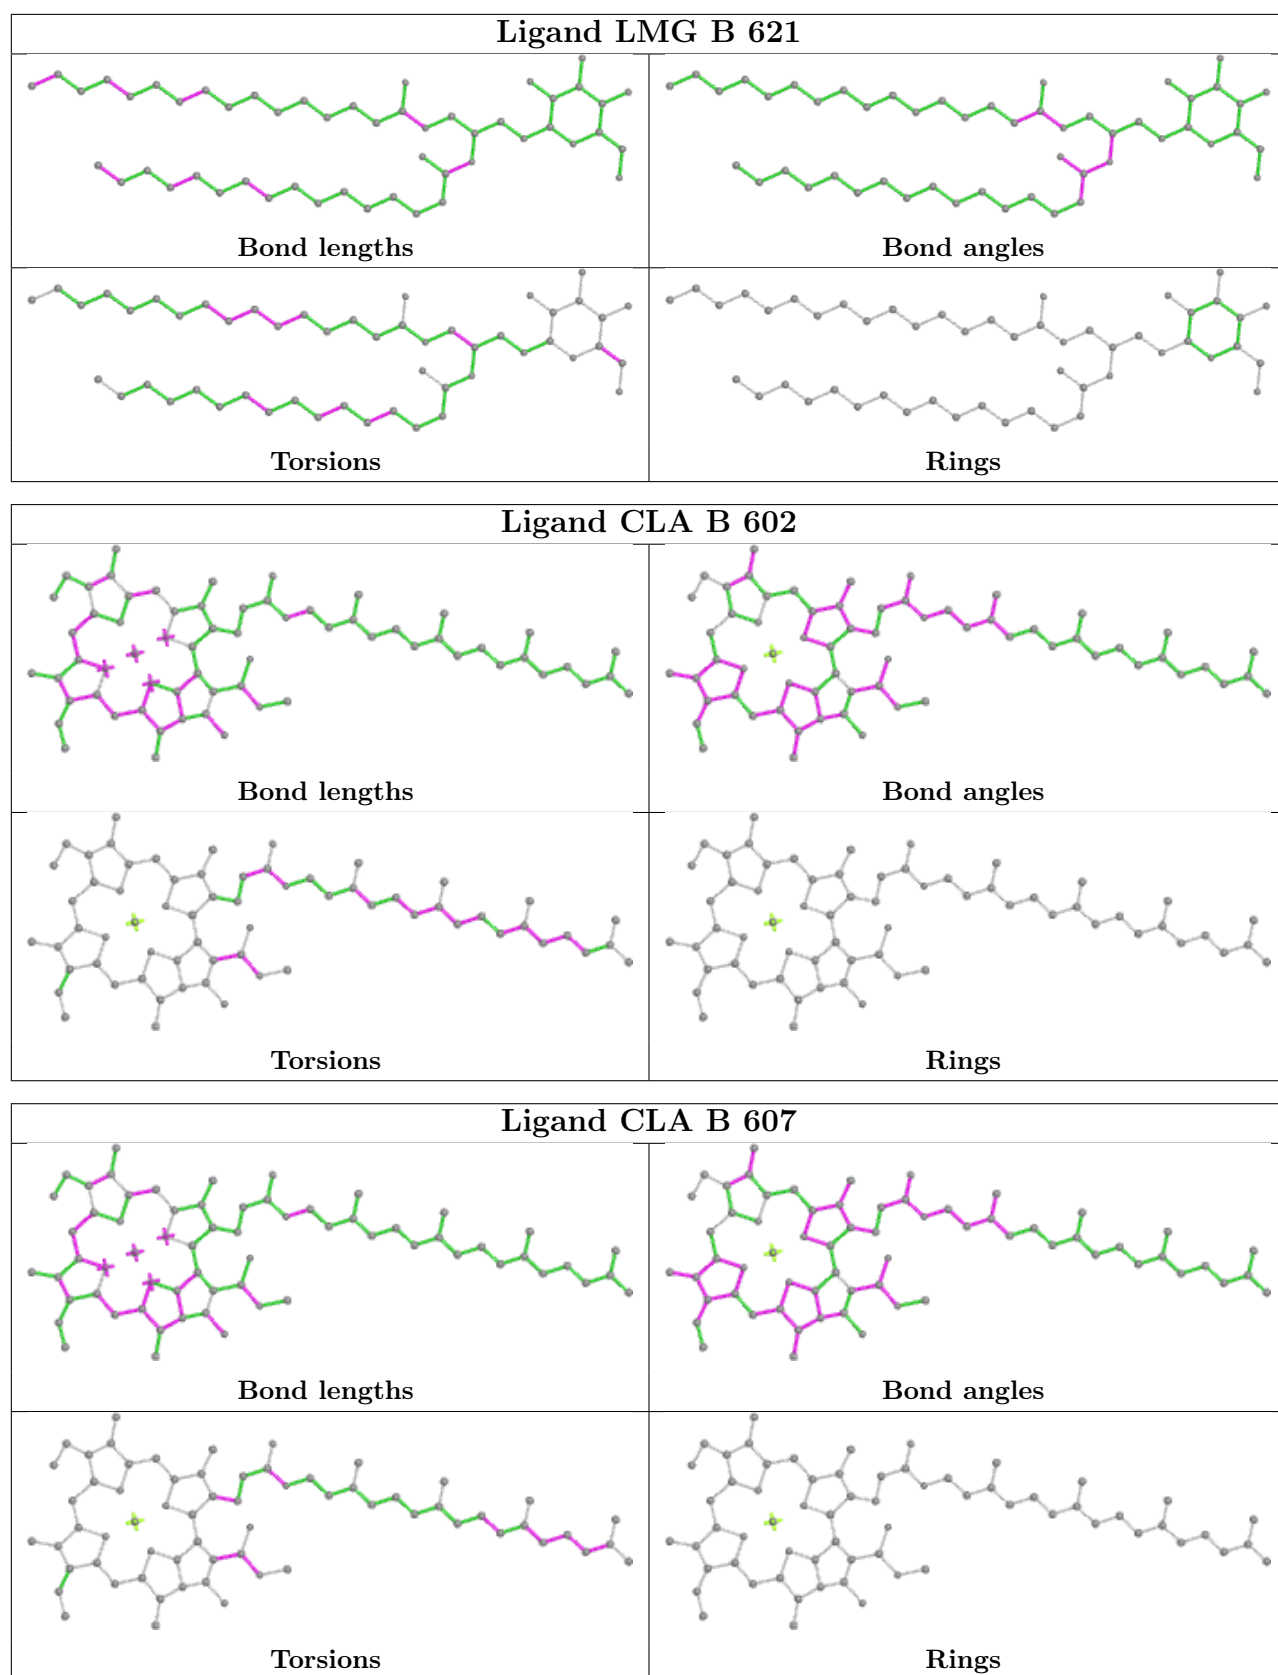 Ligand LMG B 621
Bond lengths
Bond angles
Torsions
Rings
Ligand CLA B 602
Bond lengths
Bond angles
Torsions
Rings
Ligand CLA B 607
Bond lengths
Bond angles
Torsions
Rings